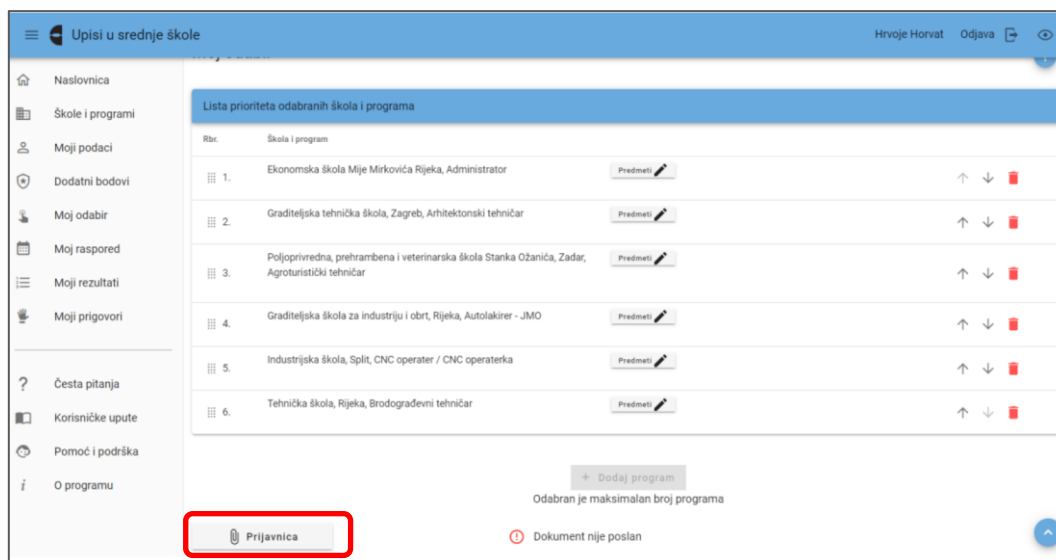 Upisi u srednje škole
Hrvoje Horvat Odjava
Naslovnica
Škole i programi
Moji podaci
Dodatni bodovi
Moj odabir
Moj raspored
Moji rezultati
Moji prigovori
Česta pitanja
Korisničke upute
Pomoć i podrška
O programu
Lista prioriteta odabranih škola i programa
Rbr. Škola i program
1. Ekonomska škola Mije Mirkovića Rijeka, Administrator Predmeti
2. Graditeljska tehnička škola, Zagreb, Arhitektonski tehničar Predmeti
3. Poljoprivredna, prehrambena i veterinarska škola Stanka Ožanića, Zadar, Predmeti
Agroturistički tehničar
4. Graditeljska škola za industriju i obrt, Rijeka, Autolakirer - JMO Predmeti
5. Industrijska škola, Split, CNC operater / CNC operaterka Predmeti
6. Tehnička škola, Rijeka, Brodograđevni tehničar Predmeti
+ Dodaj program
Odabran je maksimalan broj programa
Prijavnica
Dokument nije poslan